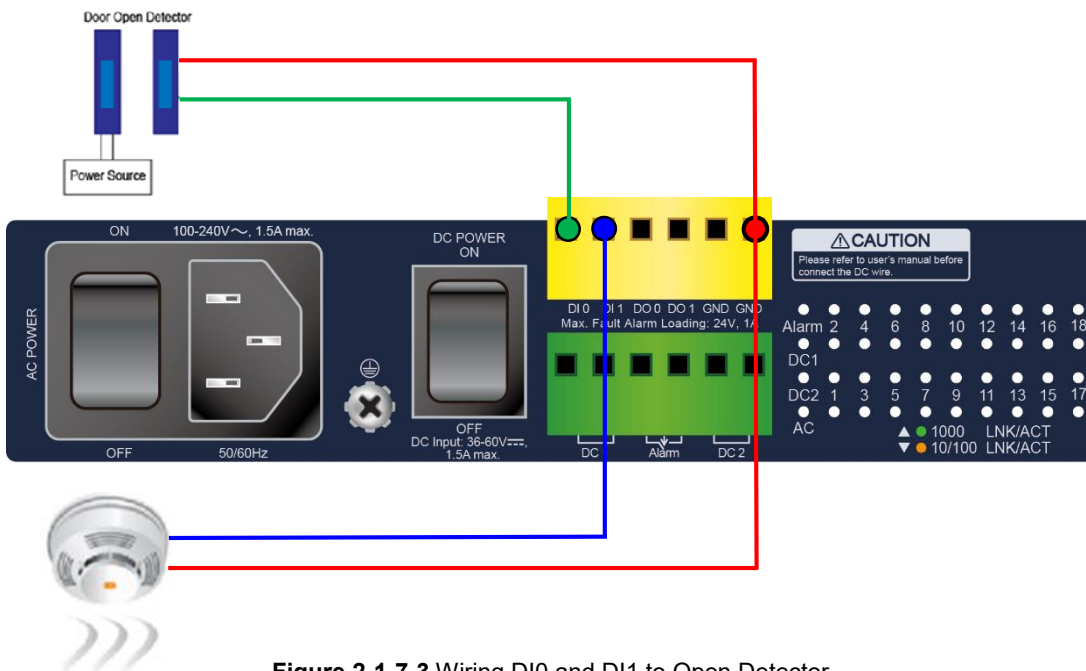 Door Open Detector
Power Source
ON
100-240V～, 1.5A max.
AC POWER
OFF
50/60Hz
DC POWER
ON
OFF
DC Input: 36-60V⎓,
1.5A max.
DI 0 DI 1 DO 0 DO 1 GND GND
Max. Fault Alarm Loading: 24V, 1A
DC
Alarm
DC 2
⚠CAUTION
Please refer to user's manual before
connect the DC wire.
Alarm 2 4 6 8 10 12 14 16 18
DC1
DC2 1 3 5 7 9 11 13 15 17
AC
▲ ● 1000 LNK/ACT
▼ ● 10/100 LNK/ACT
Figure 2-1-7-3 Wiring DI0 and DI1 to Open Detector